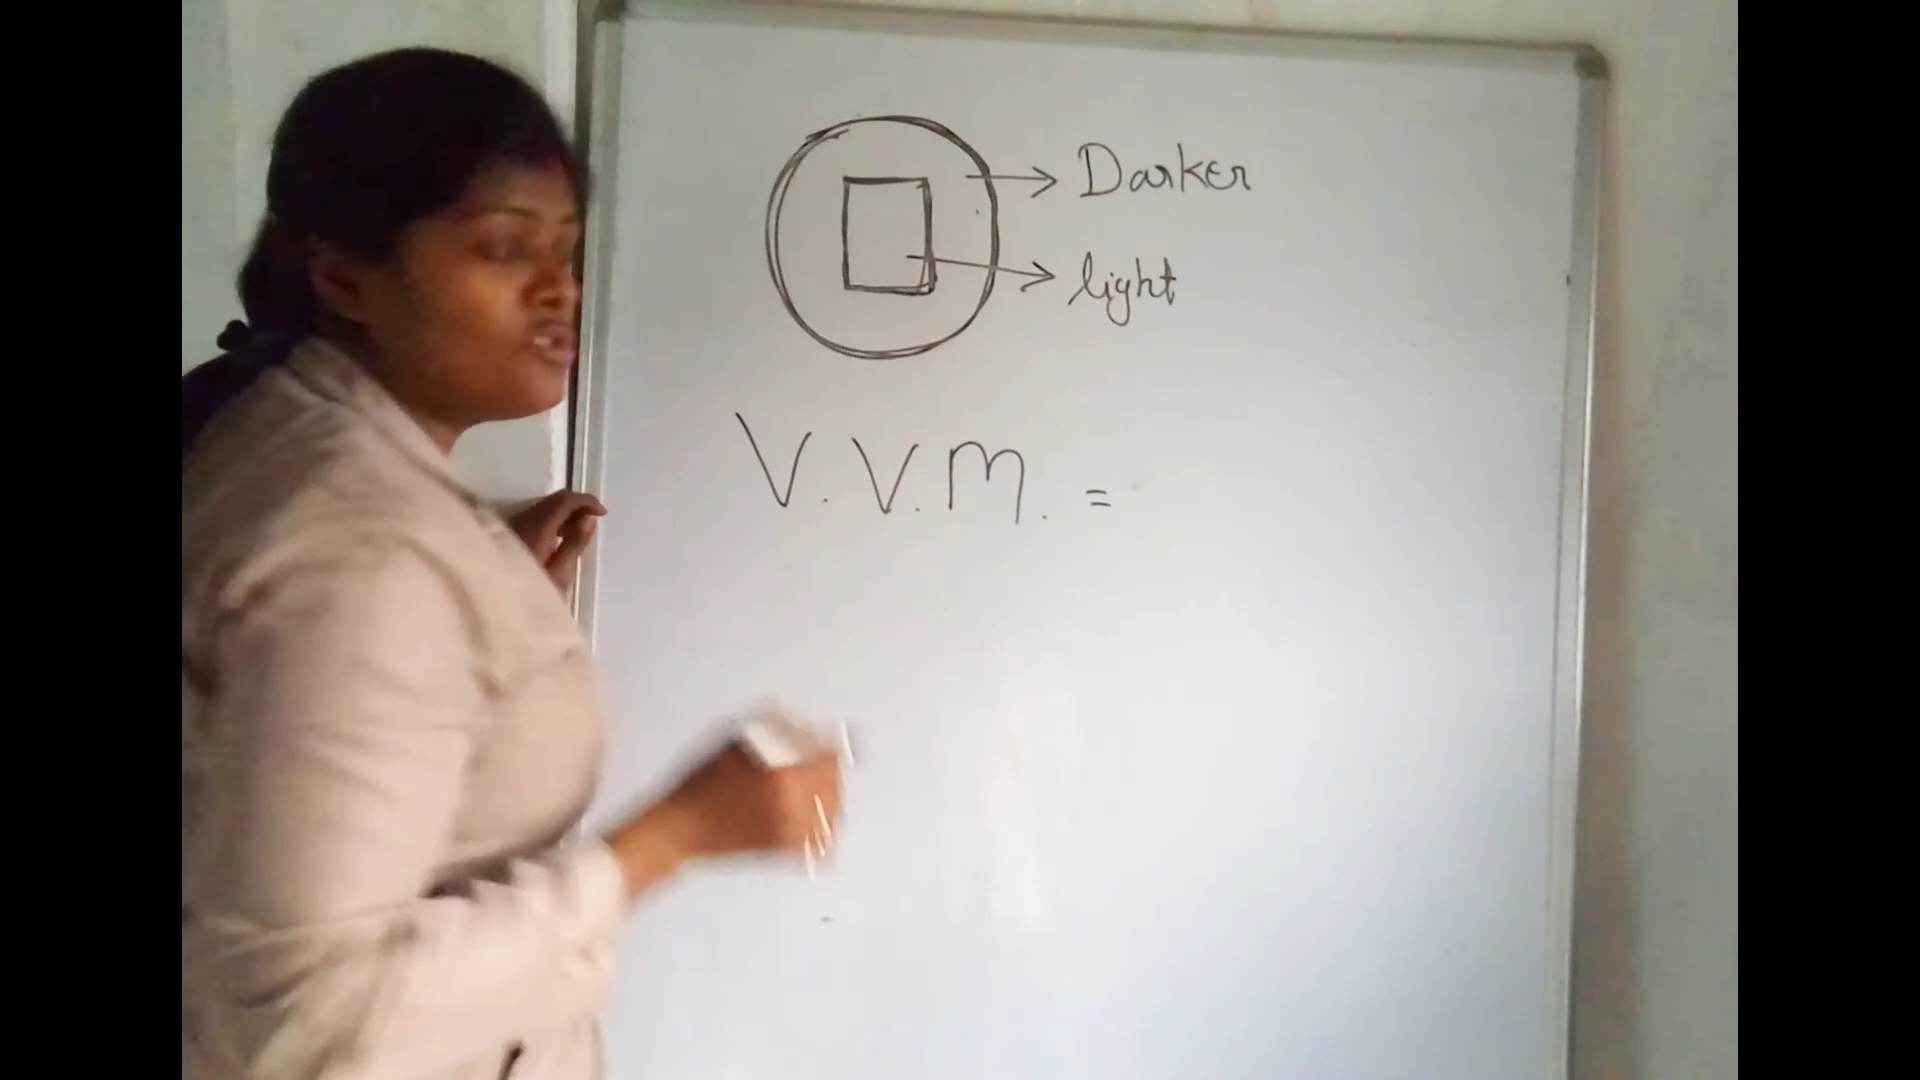 Darker
light
V. V. M. =